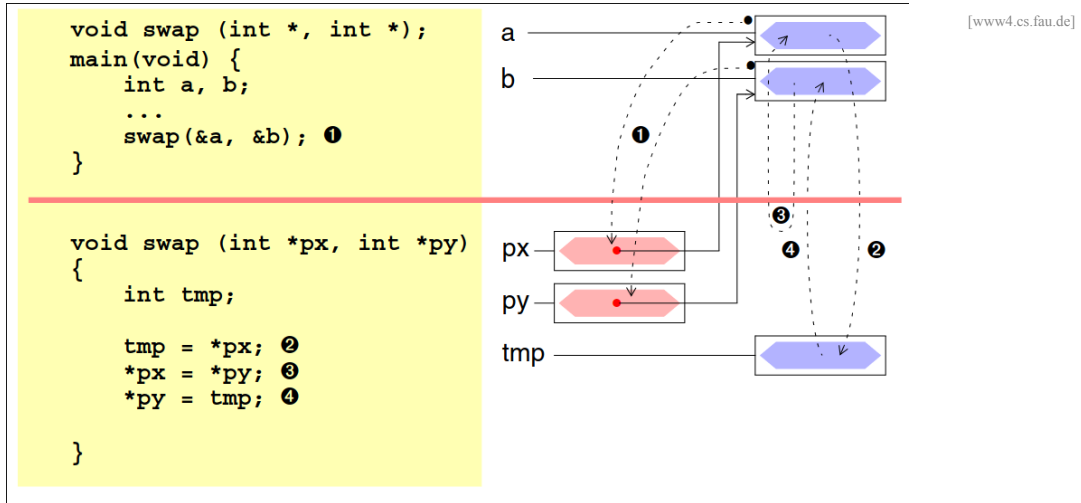 void swap (int *, int *);
main(void) {
int a, b;
...
swap(&a, &b); ❶
}
void swap (int *px, int *py)
{
int tmp;
tmp = *px; ❷
*px = *py; ❸
*py = tmp; ❹
}
a
b
❶
❸
❹
❷
px
py
tmp
[www4.cs.fau.de]